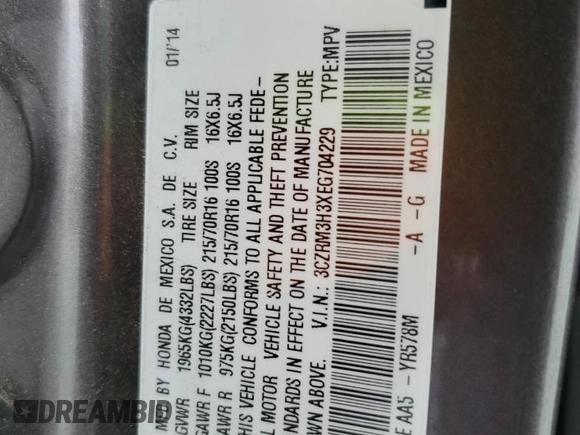 MFD BY HONDA DE MEXICO S.A. DE C.V. 01/'14
GVWR 1965KG(4332LBS) TIRE SIZE RIM SIZE
GAWR F 1010KG(2227LBS) 215/70R16 100S 16X6.5J
GAWR R 975KG(2150LBS) 215/70R16 100S 16X6.5J
THIS VEHICLE CONFORMS TO ALL APPLICABLE FEDE-
L MOTOR VEHICLE SAFETY AND THEFT PREVENTION
ANDARDS IN EFFECT ON THE DATE OF MANUFACTURE
OWN ABOVE. V.I.N.: 3CZRM3H3XEG704229 TYPE:MPV
E AA5 - YR578M -A -G MADE IN MEXICO
DREAMBID